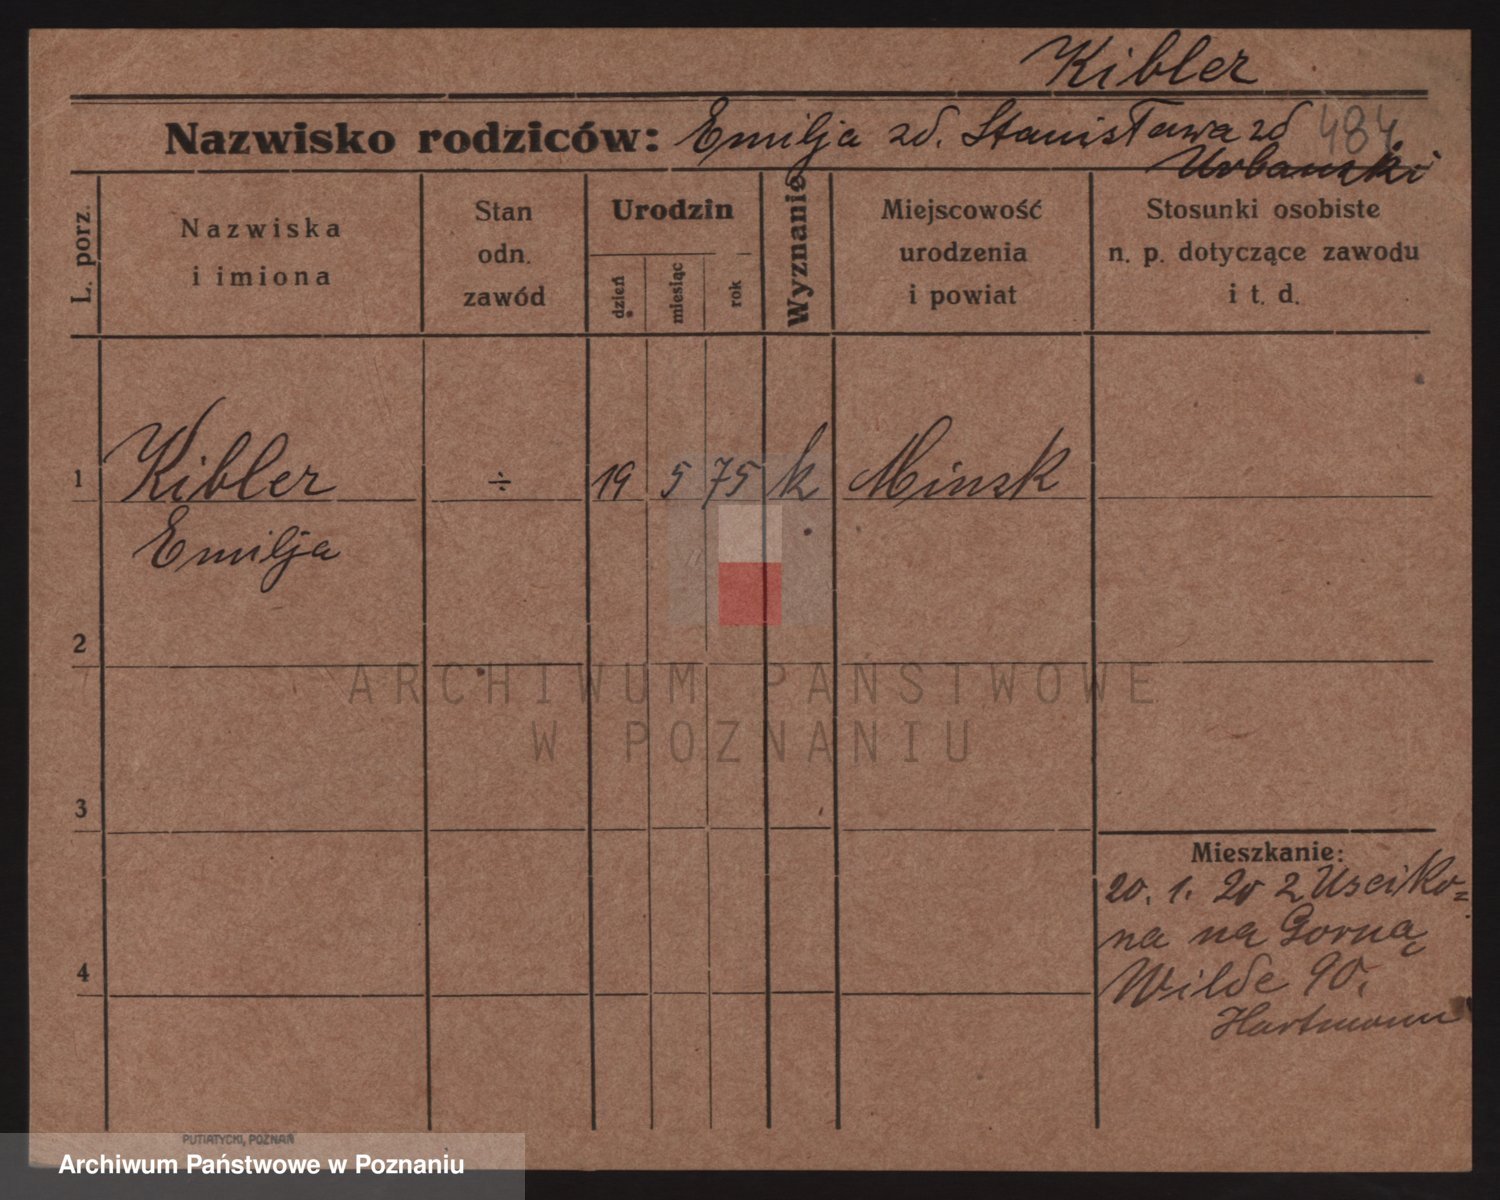 Kibler
Nazwisko rodziców: Emilja zd. Stanisława zd 484
Urbanski
L. porz.
Nazwiska
i imiona
Stan
odn.
zawód
Urodzin
dzień
miesiąc
rok
Wyznanie
Miejscowość
urodzenia
i powiat
Stosunki osobiste
n. p. dotyczące zawodu
i t. d.
1 Kibler ÷ 19 5 75 k Minsk
Emilja
2
ARCHIWUM PAŃSTWOWE
W POZNANIU
3
Mieszkanie:
20. 1. 20 z Usciko=
na na Gorną
4
Wilde 90,
Hartmann
PUTIATYCKI, POZNAŃ
Archiwum Państwowe w Poznaniu